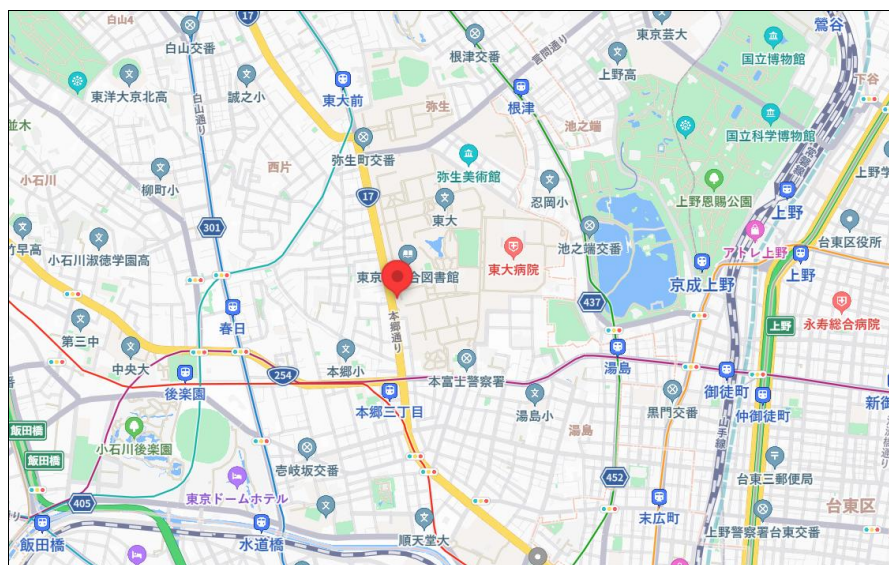 白山4
17
鶯谷
白山交番
根津交番
言問通り
東京芸大
国立博物館
上野高
下谷
東洋大京北高
誠之小
東大前
白山通り
弥生
根津
池之端
国立科学博物館
並木
弥生町交番
西片
弥生美術館
小石川
柳町小
17
東大
忍岡小
上野恩賜公園
上野
301
竹早高
小石川淑徳学園高
東大病院
池之端交番
アトレ上野
台東区役所
上野
京成上野
437
永寿総合病院
春日
本郷通り
上野
第三中
中央大
本郷小
本富士警察署
湯島
254
後楽園
御徒町
本郷三丁目
湯島小
黒門交番
仲御徒町
新御
飯田橋
小石川後楽園
湯島
山手線
飯田橋
壱岐坂交番
東京ドームホテル
452
台東三郵便局
405
末広町
台東区
飯田橋
水道橋
順天堂大
上野警察署台東交番